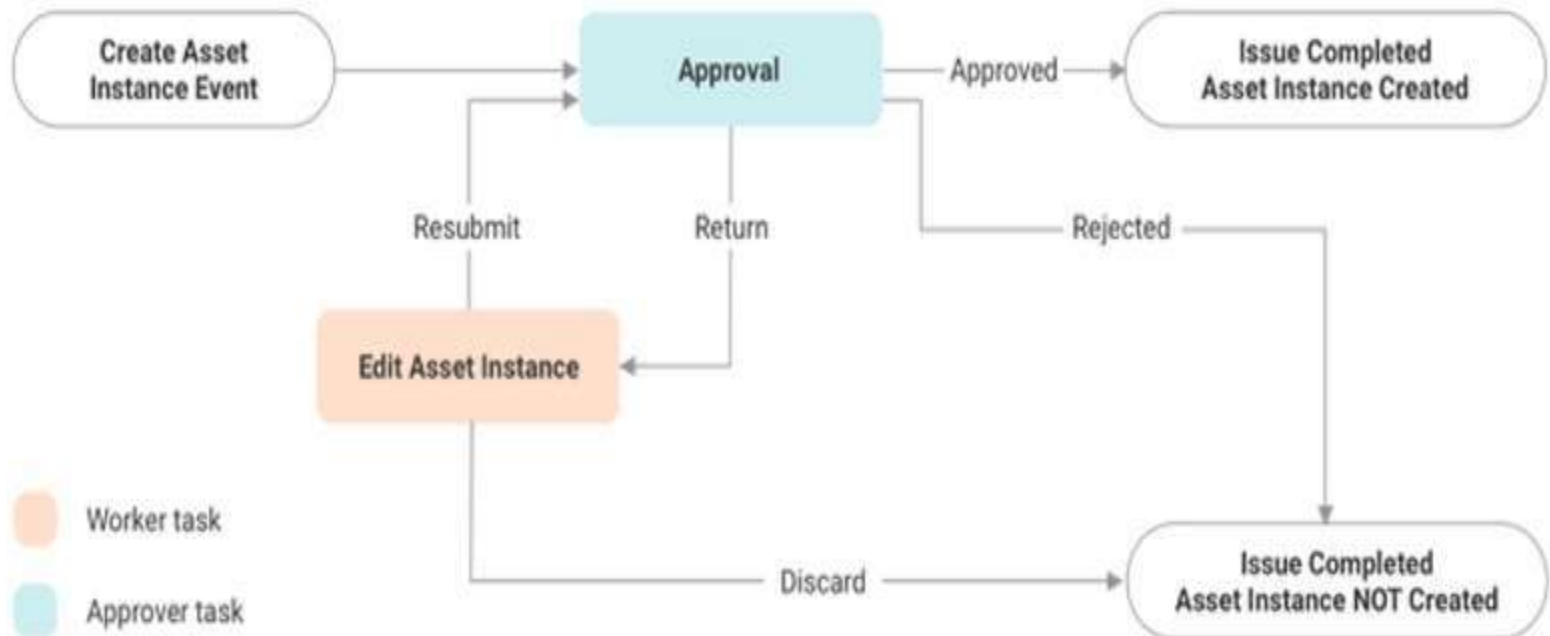 Create Asset
Instance Event
Approval
Approved
Issue Completed
Asset Instance Created
Resubmit
Return
Rejected
Edit Asset Instance
Worker task
Discard
Issue Completed
Asset Instance NOT Created
Approver task